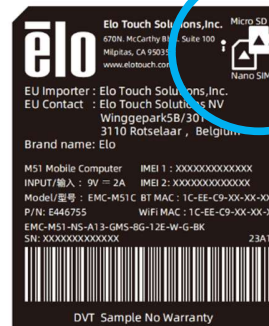 elo
Elo Touch Solutions,Inc.
670N. McCarthy Suite 100
Milpitas, CA 95035
www.elotouch.com
Micro SD
Nano SIM
EU Importer : Elo Touch Solutions,Inc.
EU Contact : Elo Touch Solutions NV
Winggepark5B/301
3110 Rotselaar , Belgium
Brand name: Elo
M51 Mobile Computer IMEI 1 : XXXXXXXXXXXXX
INPUT/输入 : 9V = 2A IMEI 2: XXXXXXXXXXXXX
Model/型号 : EMC-M51C BT MAC : 1C-EE-C9-XX-XX-
P/N: E446755 WiFi MAC : 1C-EE-C9-XX-XX-
EMC-M51-NS-A13-GMS-8G-12E-W-G-BK
SN: XXXXXXXXXXXXX 23A1
DVT Sample No Warranty